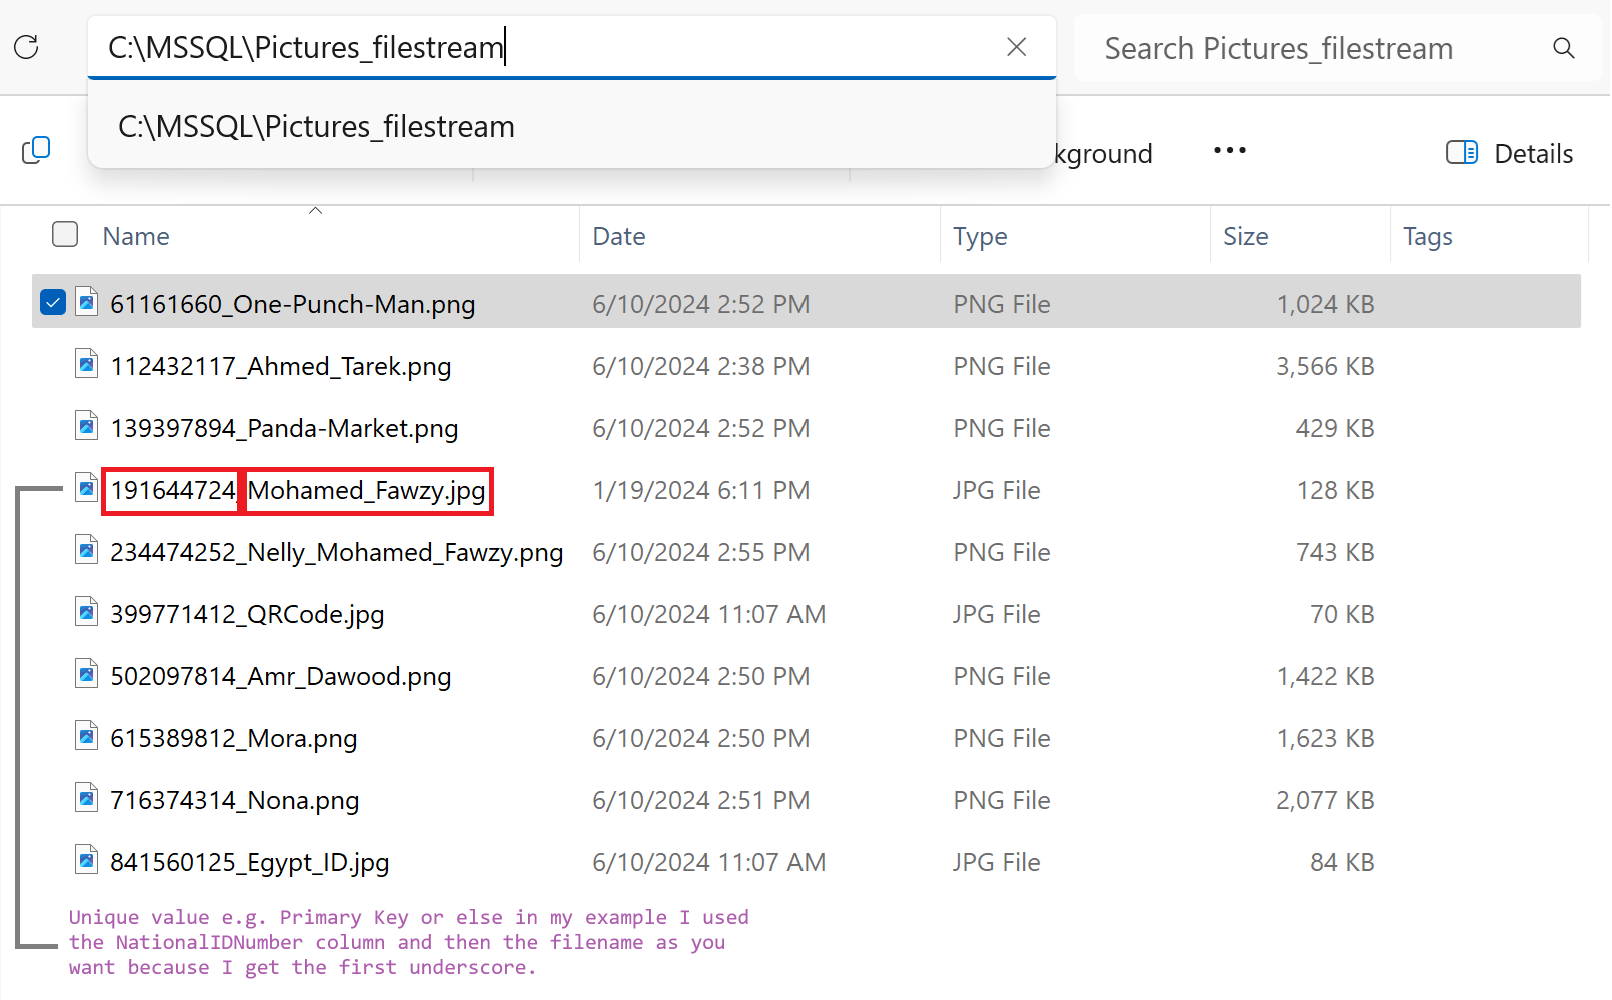 C:\MSSQL\Pictures_filestream
Search Pictures_filestream
C:\MSSQL\Pictures_filestream
kground
Details
Name Date Type Size Tags
61161660_One-Punch-Man.png 6/10/2024 2:52 PM PNG File 1,024 KB
112432117_Ahmed_Tarek.png 6/10/2024 2:38 PM PNG File 3,566 KB
139397894_Panda-Market.png 6/10/2024 2:52 PM PNG File 429 KB
191644724_Mohamed_Fawzy.jpg 1/19/2024 6:11 PM JPG File 128 KB
234474252_Nelly_Mohamed_Fawzy.png 6/10/2024 2:55 PM PNG File 743 KB
399771412_QRCode.jpg 6/10/2024 11:07 AM JPG File 70 KB
502097814_Amr_Dawood.png 6/10/2024 2:50 PM PNG File 1,422 KB
615389812_Mora.png 6/10/2024 2:50 PM PNG File 1,623 KB
716374314_Nona.png 6/10/2024 2:51 PM PNG File 2,077 KB
841560125_Egypt_ID.jpg 6/10/2024 11:07 AM JPG File 84 KB
Unique value e.g. Primary Key or else in my example I used
the NationalIDNumber column and then the filename as you
want because I get the first underscore.